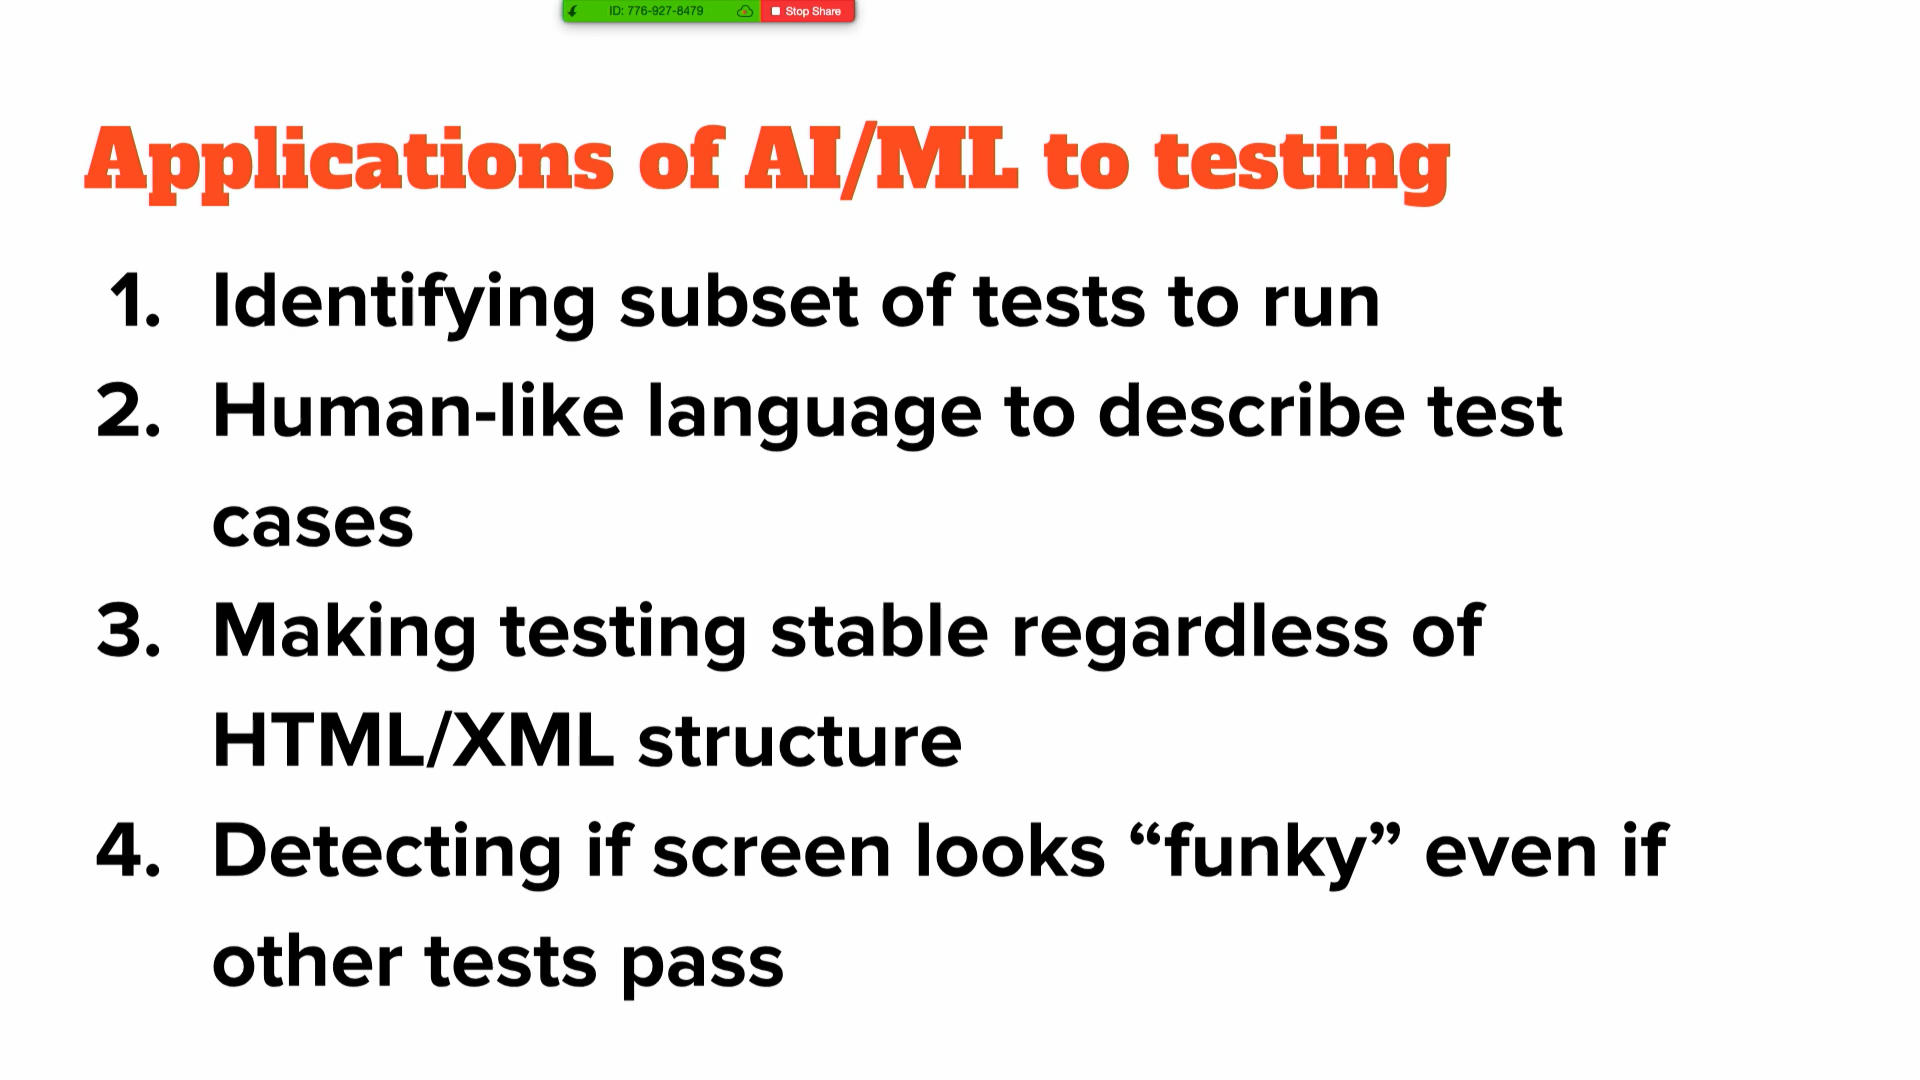 ID: 776-927-8479
Stop Share
Applications of AI/ML to testing
1. Identifying subset of tests to run
2. Human-like language to describe test
cases
3. Making testing stable regardless of
HTML/XML structure
4. Detecting if screen looks “funky” even if
other tests pass